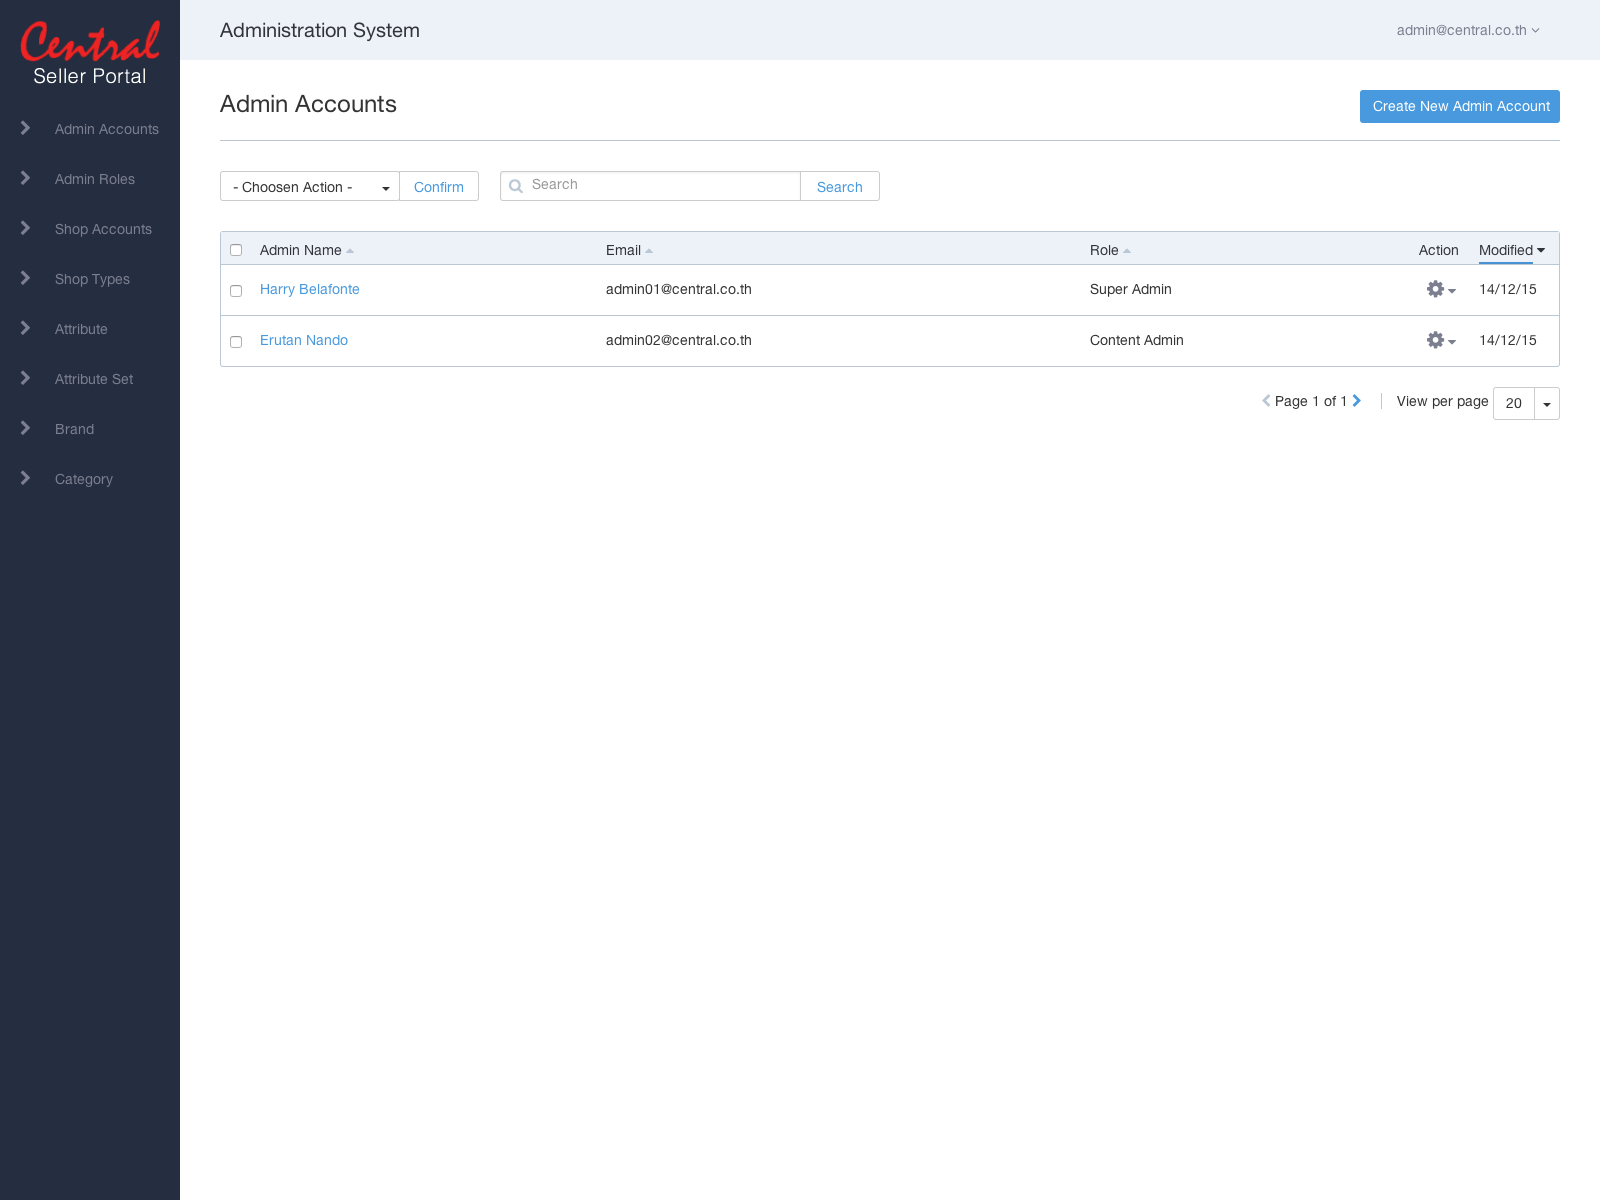 Central
Seller Portal
Admin Accounts
Admin Roles
Shop Accounts
Shop Types
Attribute
Attribute Set
Brand
Category
Administration System
admin@central.co.th
Admin Accounts
Create New Admin Account
- Choosen Action -
Confirm
Search
Search
Admin Name Email Role Action Modified
Harry Belafonte admin01@central.co.th Super Admin 14/12/15
Erutan Nando admin02@central.co.th Content Admin 14/12/15
Page 1 of 1 View per page 20